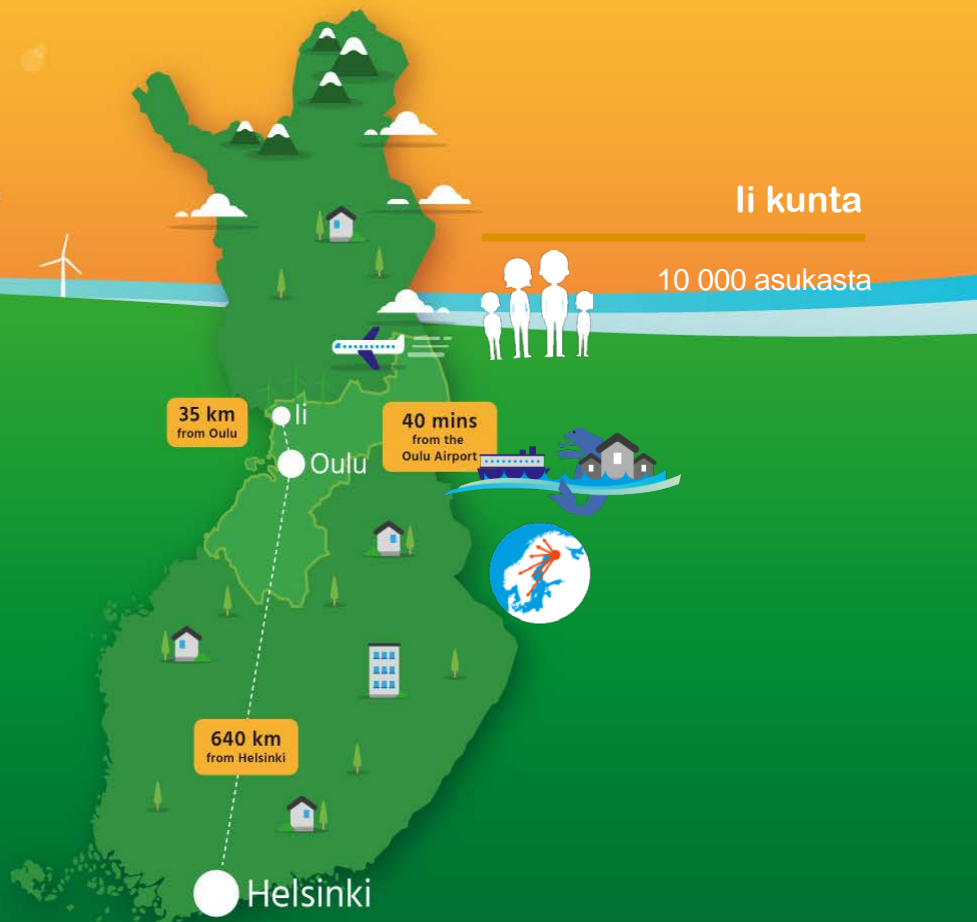 Ii kunta
10 000 asukasta
35 km
from Oulu
Ii
40 mins
from the
Oulu Airport
Oulu
640 km
from Helsinki
Helsinki